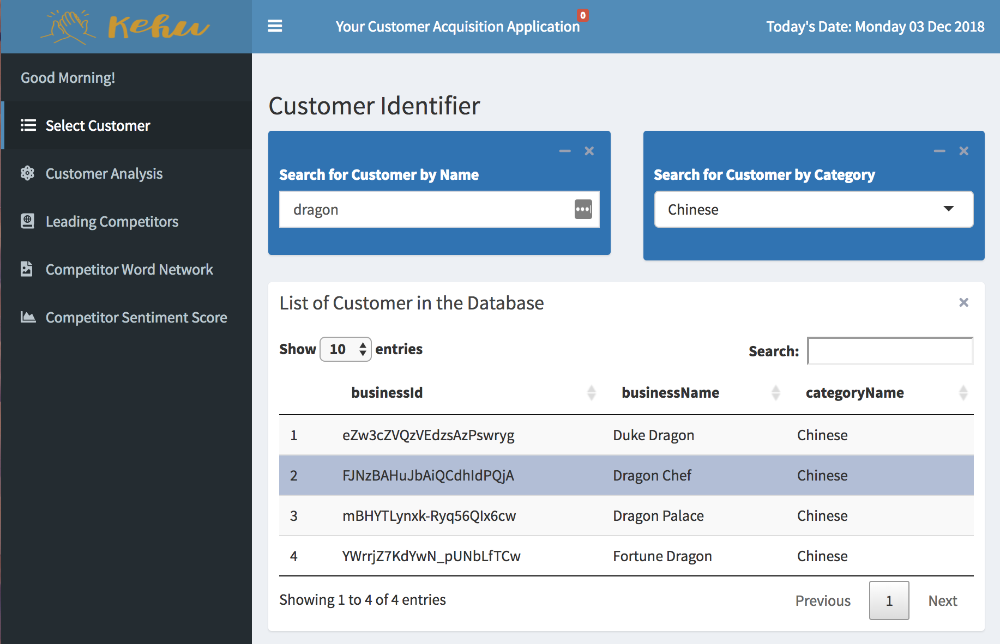 Kehu
Your Customer Acquisition Application
0
Today's Date: Monday 03 Dec 2018
Good Morning!
Select Customer
Customer Analysis
Leading Competitors
Competitor Word Network
Competitor Sentiment Score
Customer Identifier
Search for Customer by Name
dragon
Search for Customer by Category
Chinese
List of Customer in the Database
Show 10 entries
Search:
businessId businessName categoryName
1 eZw3cZVQzVEdzsAzPswryg Duke Dragon Chinese
2 FJNzBAHuJbAiQCdhIdPQjA Dragon Chef Chinese
3 mBHYTLynxk-Ryq56QIx6cw Dragon Palace Chinese
4 YWrrjZ7KdYwN_pUNbLfTCw Fortune Dragon Chinese
Showing 1 to 4 of 4 entries
Previous 1 Next